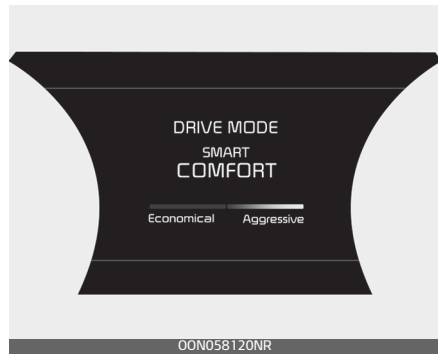 DRIVE MODE
SMART
COMFORT
Economical Aggressive
OON058120NR